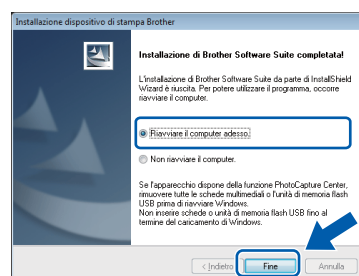 Installazione dispositivo di stampa Brother
Installazione di Brother Software Suite completata!
L'installazione di Brother Software Suite da parte di InstallShield
Wizard è riuscita. Per potere utilizzare il programma, occorre
riavviare il computer.
Riavviare il computer adesso.
Non riavviare il computer.
Se l'apparecchio dispone della funzione PhotoCapture Center,
rimuovere tutte le schede multimediali o l'unità di memoria flash
USB prima di riavviare Windows.
Non inserire schede o unità di memoria flash USB fino al
termine del caricamento di Windows.
< Indietro
Fine
Annulla